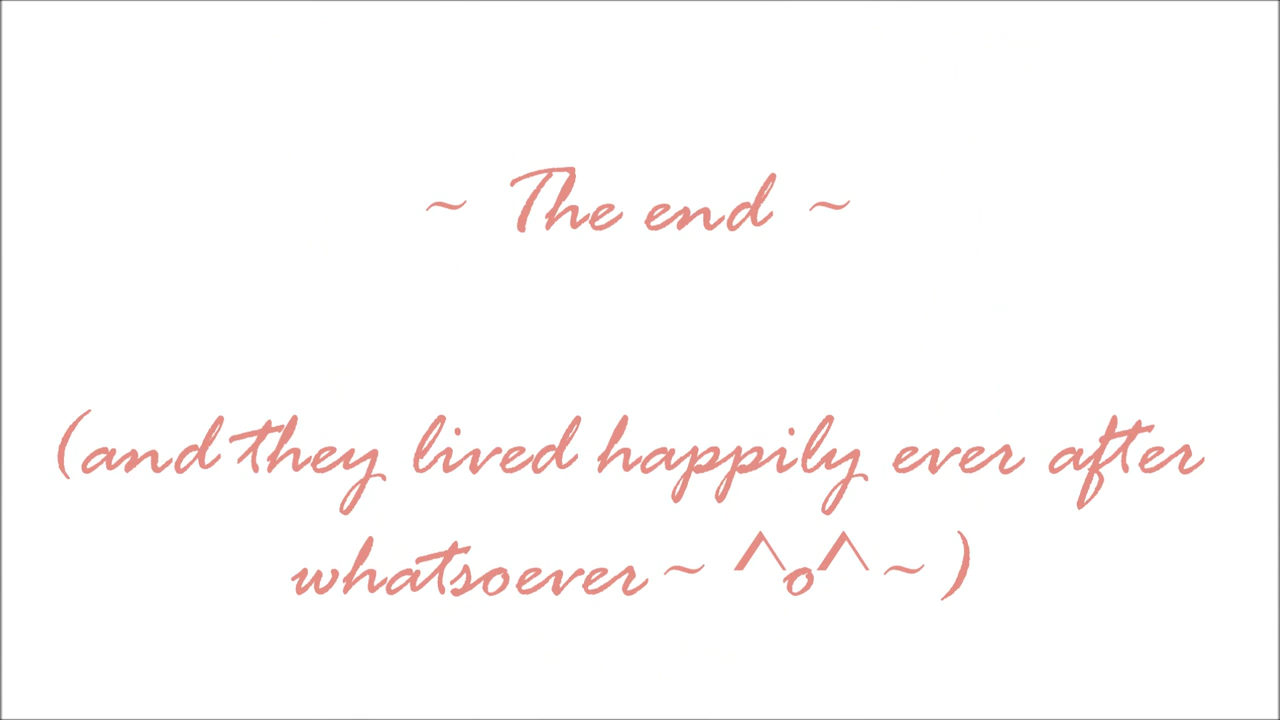 ~ The end ~
(and they lived happily ever after
whatsoever ~ ^o^ ~ )